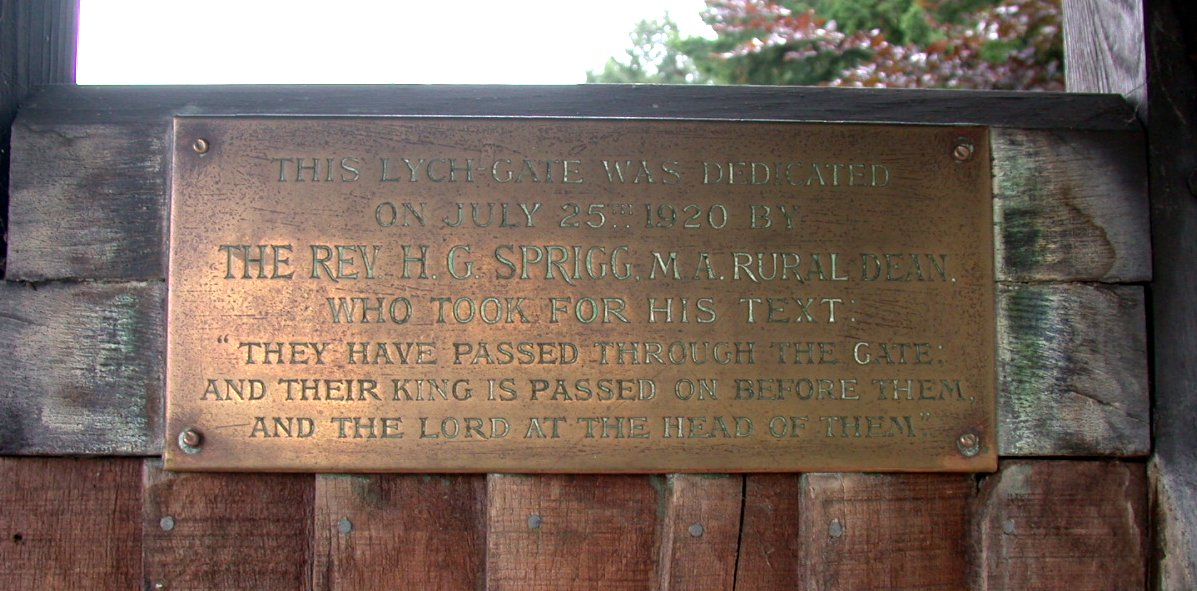 THIS LYCH-GATE WAS DEDICATED
ON JULY 25TH 1920 BY
THE REV. H. G. SPRIGG, M.A. RURAL DEAN,
WHO TOOK FOR HIS TEXT:
"THEY HAVE PASSED THROUGH THE GATE;
AND THEIR KING IS PASSED ON BEFORE THEM,
AND THE LORD AT THE HEAD OF THEM".